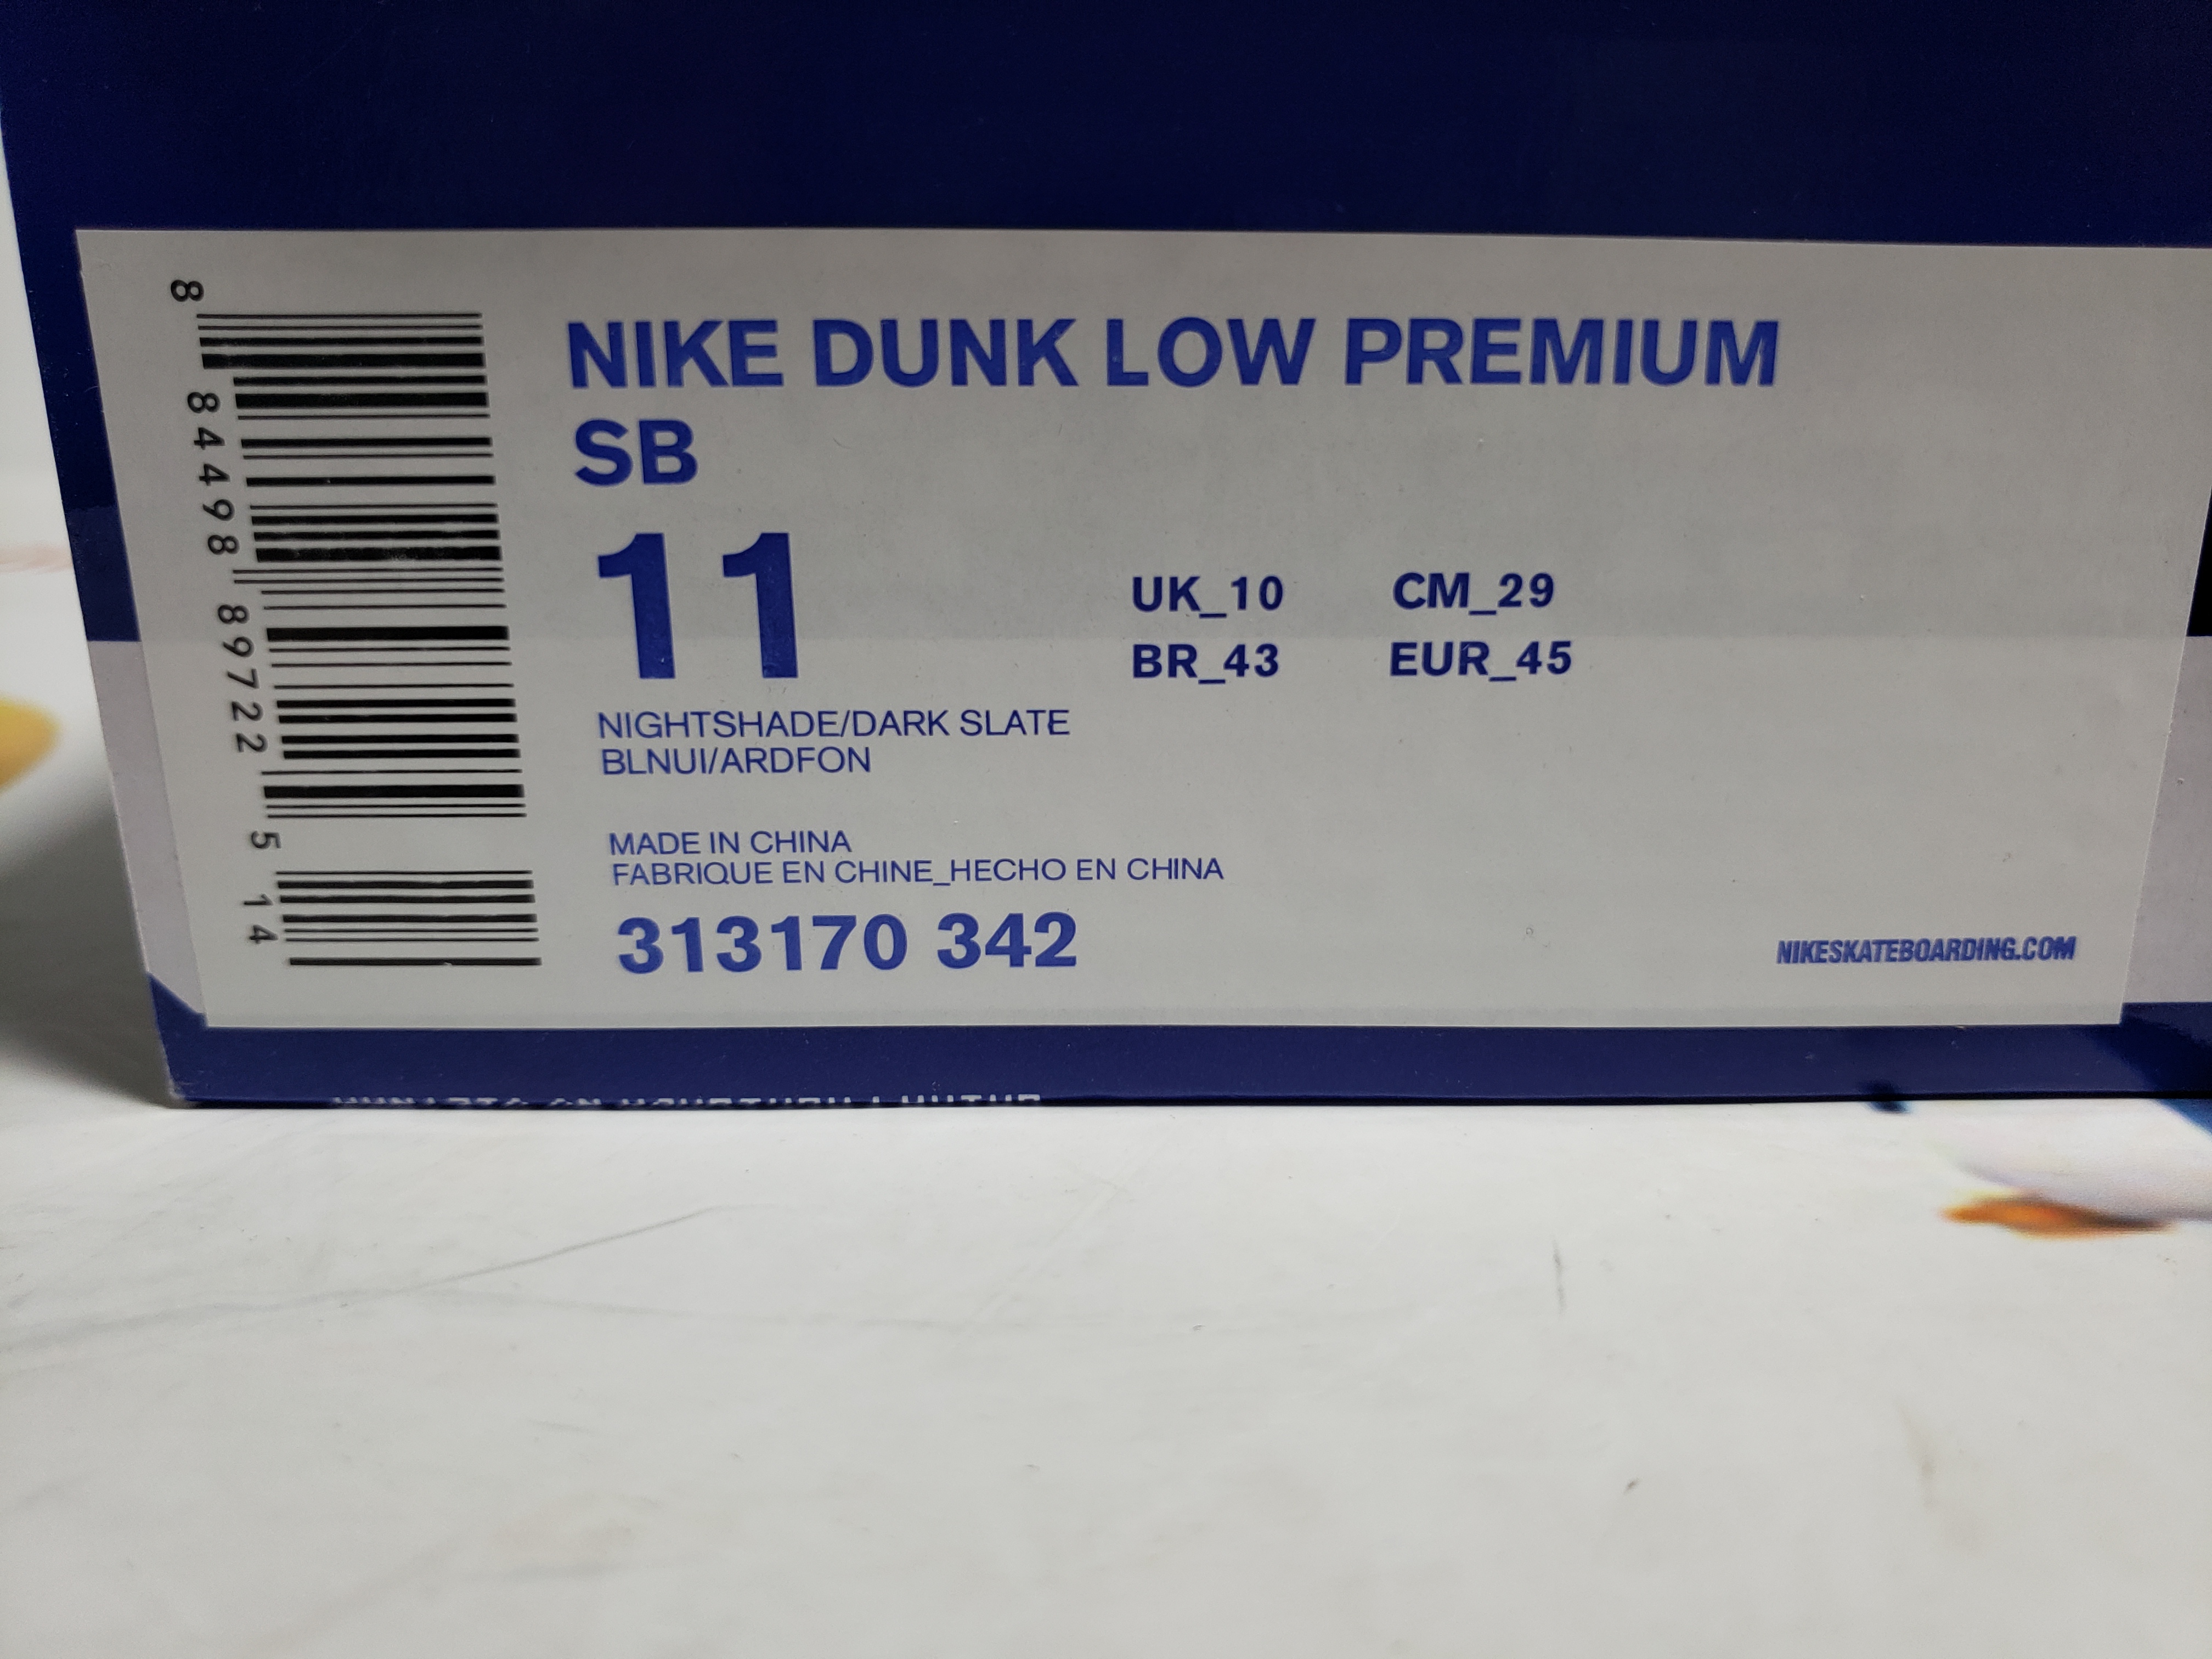 8 84498 89722 5 14
NIKE DUNK LOW PREMIUM
SB
11
UK_10 CM_29
BR_43 EUR_45
NIGHTSHADE/DARK SLATE
BLNUI/ARDFON
MADE IN CHINA
FABRIQUE EN CHINE_HECHO EN CHINA
313170 342
NIKESKATEBOARDING.COM